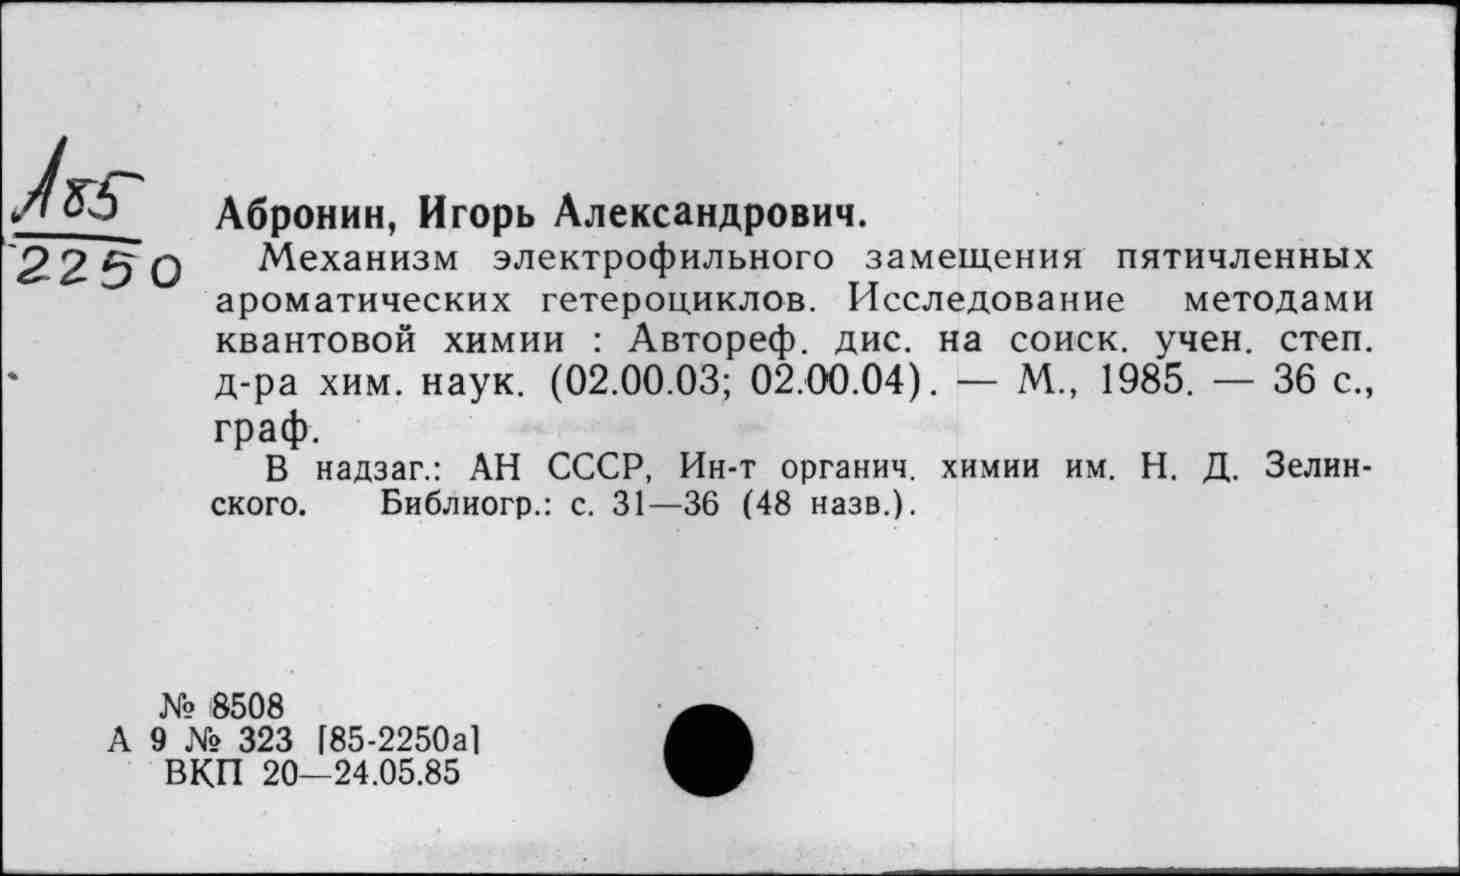 А85
2250
Абронин, Игорь Александрович.
Механизм электрофильного замещения пятичленных
ароматических гетероциклов. Исследование методами
квантовой химии : Автореф. дис. на соиск. учен. степ.
д-ра хим. наук. (02.00.03; 02.00.04). — М., 1985. — 36 с.,
граф.
В надзаг.: АН СССР, Ин-т органич. химии им. Н. Д. Зелин-
ского. Библиогр.: с. 31—36 (48 назв.).
№ 8508
А 9 № 323 [85-2250а]
ВКП 20—24.05.85